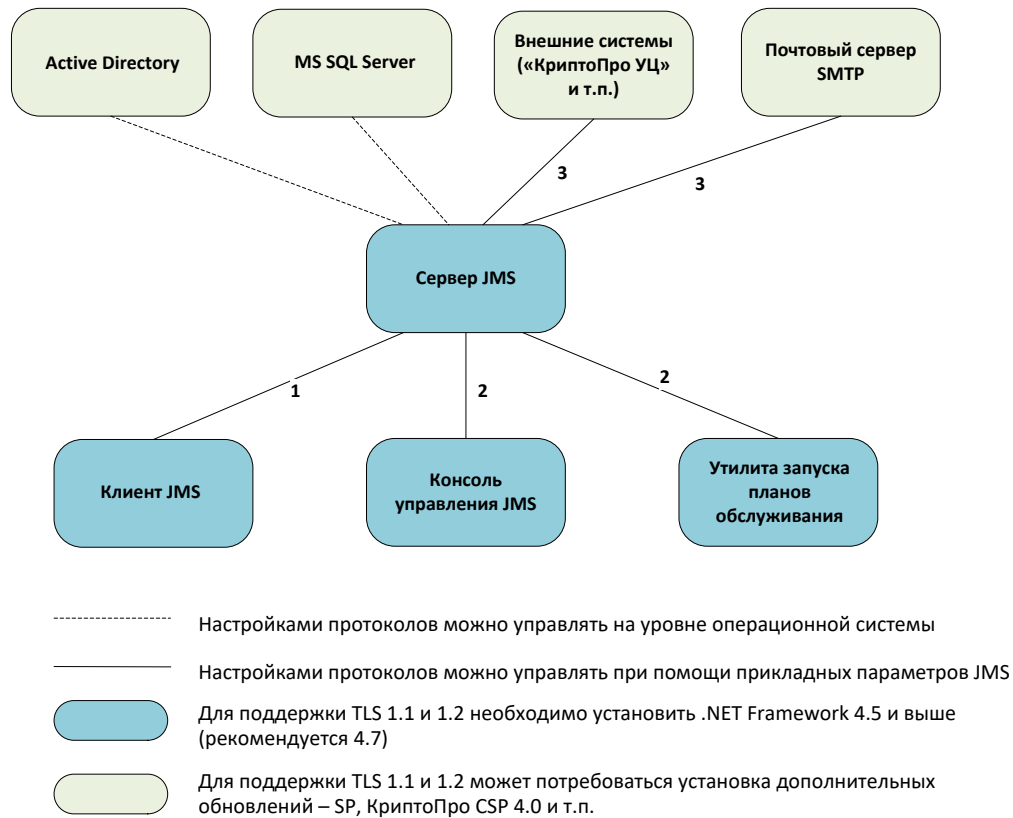 Active Directory
MS SQL Server
Внешние системы
(«КриптоПро УЦ»
и т.п.)
Почтовый сервер
SMTP
3
3
Сервер JMS
1
2
2
Клиент JMS
Консоль
управления JMS
Утилита запуска
планов
обслуживания
Настройками протоколов можно управлять на уровне операционной системы
Настройками протоколов можно управлять при помощи прикладных параметров JMS
Для поддержки TLS 1.1 и 1.2 необходимо установить .NET Framework 4.5 и выше
(рекомендуется 4.7)
Для поддержки TLS 1.1 и 1.2 может потребоваться установка дополнительных
обновлений – SP, КриптоПро CSP 4.0 и т.п.